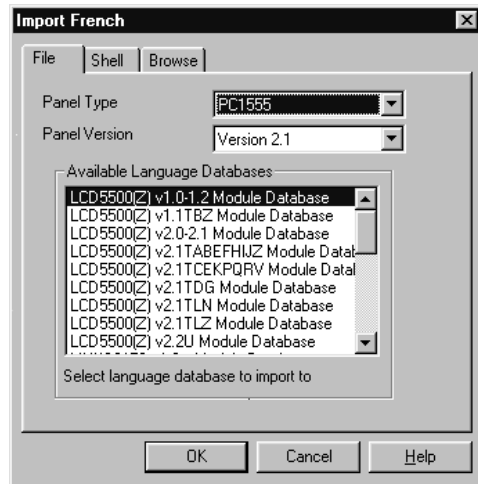 Import French
File Shell Browse
Panel Type PC1555
Panel Version Version 2.1
Available Language Databases
LCD5500(Z) v1.0-1.2 Module Database
LCD5500(Z) v1.1TBZ Module Database
LCD5500(Z) v2.0-2.1 Module Database
LCD5500(Z) v2.1TABEFHIJZ Module Datab
LCD5500(Z) v2.1TCEKPQRV Module Datab
LCD5500(Z) v2.1TDG Module Database
LCD5500(Z) v2.1TLN Module Database
LCD5500(Z) v2.1TLZ Module Database
LCD5500(Z) v2.2U Module Database
Select language database to import to
OK Cancel Help